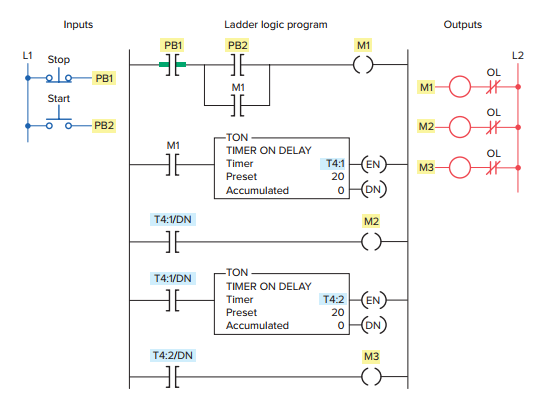 Inputs
Ladder logic program
Outputs
L1
Stop
PB1
Start
PB2
PB1
PB2
M1
M1
M1
TON
TIMER ON DELAY
Timer T4:1
Preset 20
Accumulated 0
EN
DN
T4:1/DN
M2
T4:1/DN
TON
TIMER ON DELAY
Timer T4:2
Preset 20
Accumulated 0
EN
DN
T4:2/DN
M3
L2
OL
M1
OL
M2
OL
M3